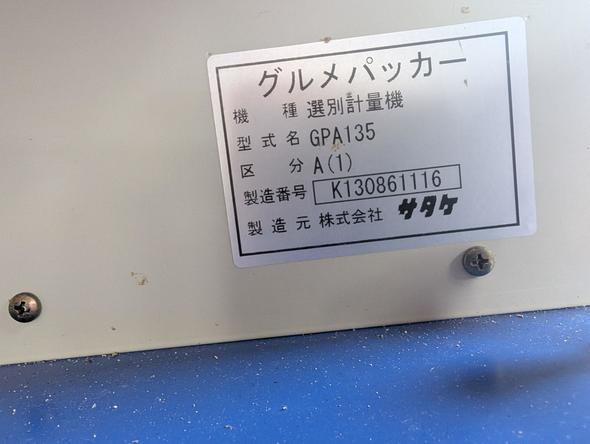 グルメパッカー
機種 選別計量機
型式名 GPA135
区分 A(1)
製造番号 K130861116
製造元 株式会社 サタケ